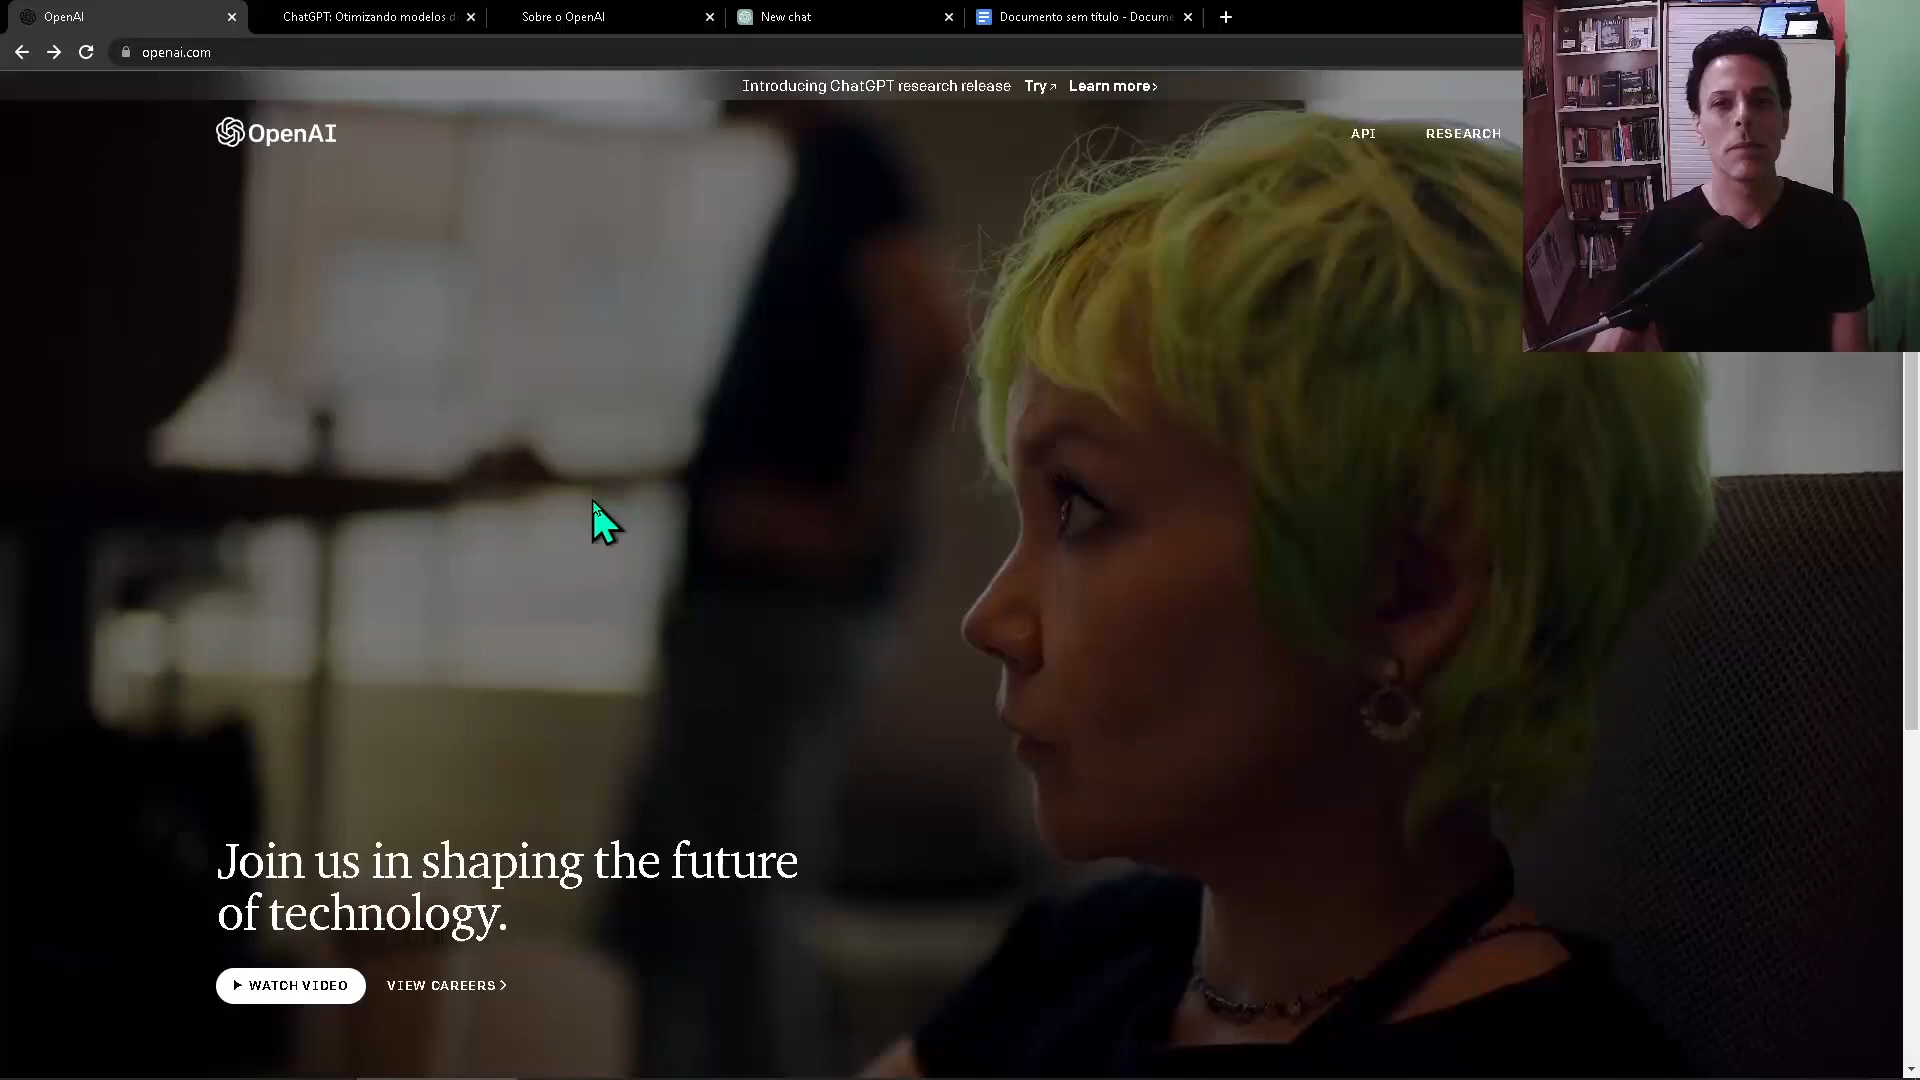 OpenAI
ChatGPT: Otimizando modelos d
Sobre o OpenAI
New chat
Documento sem título - Docume
openai.com
Introducing ChatGPT research release Try Learn more
OpenAI
API
RESEARCH
Join us in shaping the future
of technology.
WATCH VIDEO
VIEW CAREERS